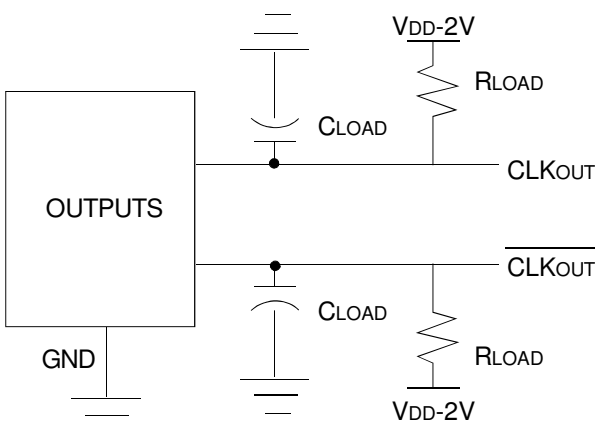 VDD-2V
RLOAD
CLOAD
CLKOUT
OUTPUTS
CLKOUT
CLOAD
GND
RLOAD
VDD-2V